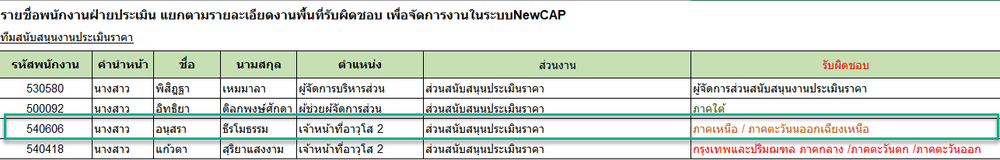 รายชื่อพนักงานฝ่ายประเมิน แยกตามรายละเอียดงานพื้นที่รับผิดชอบ เพื่อจัดการงานในระบบNewCAP
ทีมสนับสนุนงานประเมินราคา
รหัสพนักงาน คำนำหน้า ชื่อ นามสกุล ตำแหน่ง ส่วนงาน รับผิดชอบ
530580 นางสาว พิสิฏฐา เหมมาลา ผู้จัดการบริหารส่วน ส่วนสนับสนุนประเมินราคา ผู้จัดการส่วนสนับสนุนงานประเมินราคา
500092 นางสาว อิทธิยา ดิลกพงษ์ศักดา ผู้ช่วยผู้จัดการส่วน ส่วนสนับสนุนประเมินราคา ภาคใต้
540606 นางสาว อนุสรา ธีรโมธรรม เจ้าหน้าที่อาวุโส 2 ส่วนสนับสนุนประเมินราคา ภาคเหนือ / ภาคตะวันนออกเฉียงเหนือ
540418 นางสาว แก้วตา สุริยาแสงงาม เจ้าหน้าที่อาวุโส 2 ส่วนสนับสนุนประเมินราคา กรุงเทพและปริมฌฑล ภาคกลาง /ภาคตะวันตก /ภาคตะวันออก